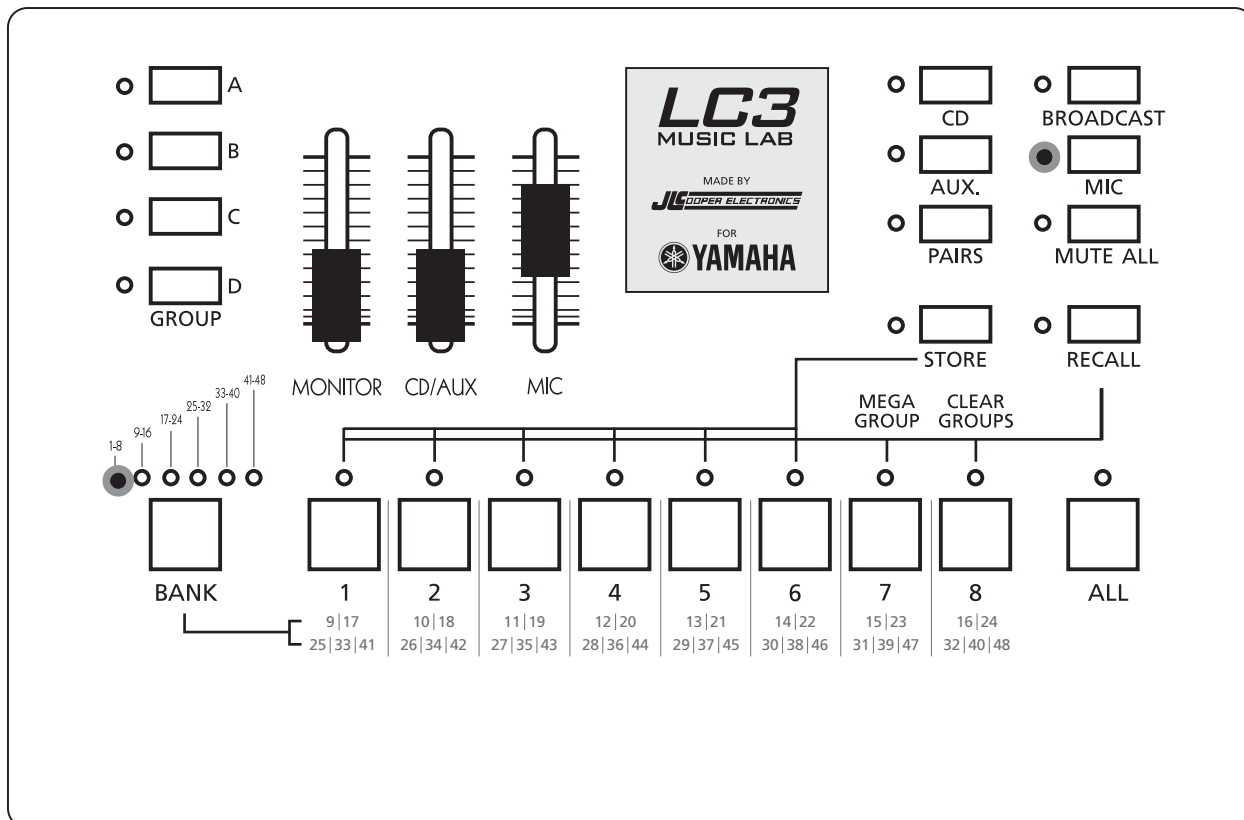 A
B
C
D
GROUP
MONITOR
CD/AUX
MIC
LC3
MUSIC LAB
MADE BY
JLCOOPER ELECTRONICS
FOR
YAMAHA
CD
BROADCAST
AUX.
MIC
PAIRS
MUTE ALL
STORE
RECALL
MEGA
GROUP
CLEAR
GROUPS
1-8
9-16
17-24
25-32
33-40
41-48
BANK
1
2
3
4
5
6
7
8
ALL
9|17
10|18
11|19
12|20
13|21
14|22
15|23
16|24
25|33|41
26|34|42
27|35|43
28|36|44
29|37|45
30|38|46
31|39|47
32|40|48